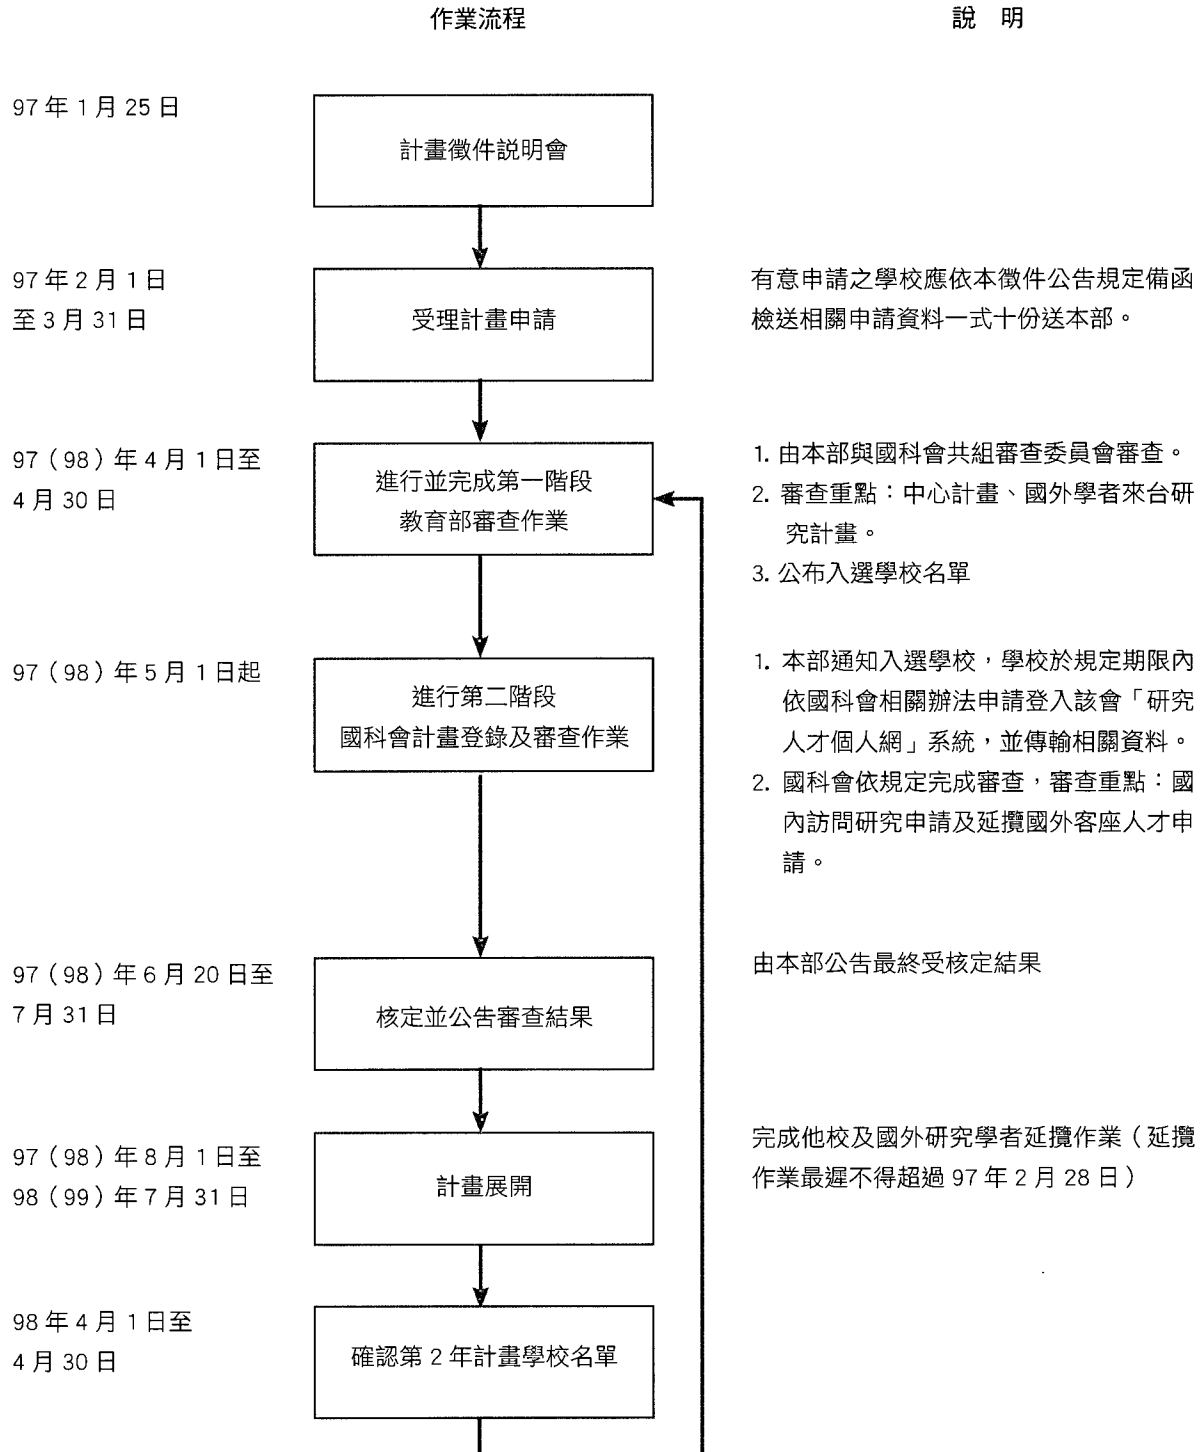 作業流程
說 明
97 年 1 月 25 日
計畫徵件説明會
97 年 2 月 1 日
至 3 月 31 日
受理計畫申請
有意申請之學校應依本徵件公告規定備函
檢送相關申請資料一式十份送本部。
97（98）年 4 月 1 日至
4 月 30 日
進行並完成第一階段
教育部審查作業
1. 由本部與國科會共組審查委員會審查。
2. 審查重點：中心計畫、國外學者來台研
究計畫。
3. 公布入選學校名單
97（98）年 5 月 1 日起
進行第二階段
國科會計畫登錄及審查作業
1. 本部通知入選學校，學校於規定期限內
依國科會相關辦法申請登入該會「研究
人才個人網」系統，並傳輸相關資料。
2. 國科會依規定完成審查，審查重點：國
內訪問研究申請及延攬國外客座人才申
請。
97（98）年 6 月 20 日至
7 月 31 日
核定並公告審查結果
由本部公告最終受核定結果
97（98）年 8 月 1 日至
98（99）年 7 月 31 日
計畫展開
完成他校及國外研究學者延攬作業（延攬
作業最遲不得超過 97 年 2 月 28 日）
98 年 4 月 1 日至
4 月 30 日
確認第 2 年計畫學校名單